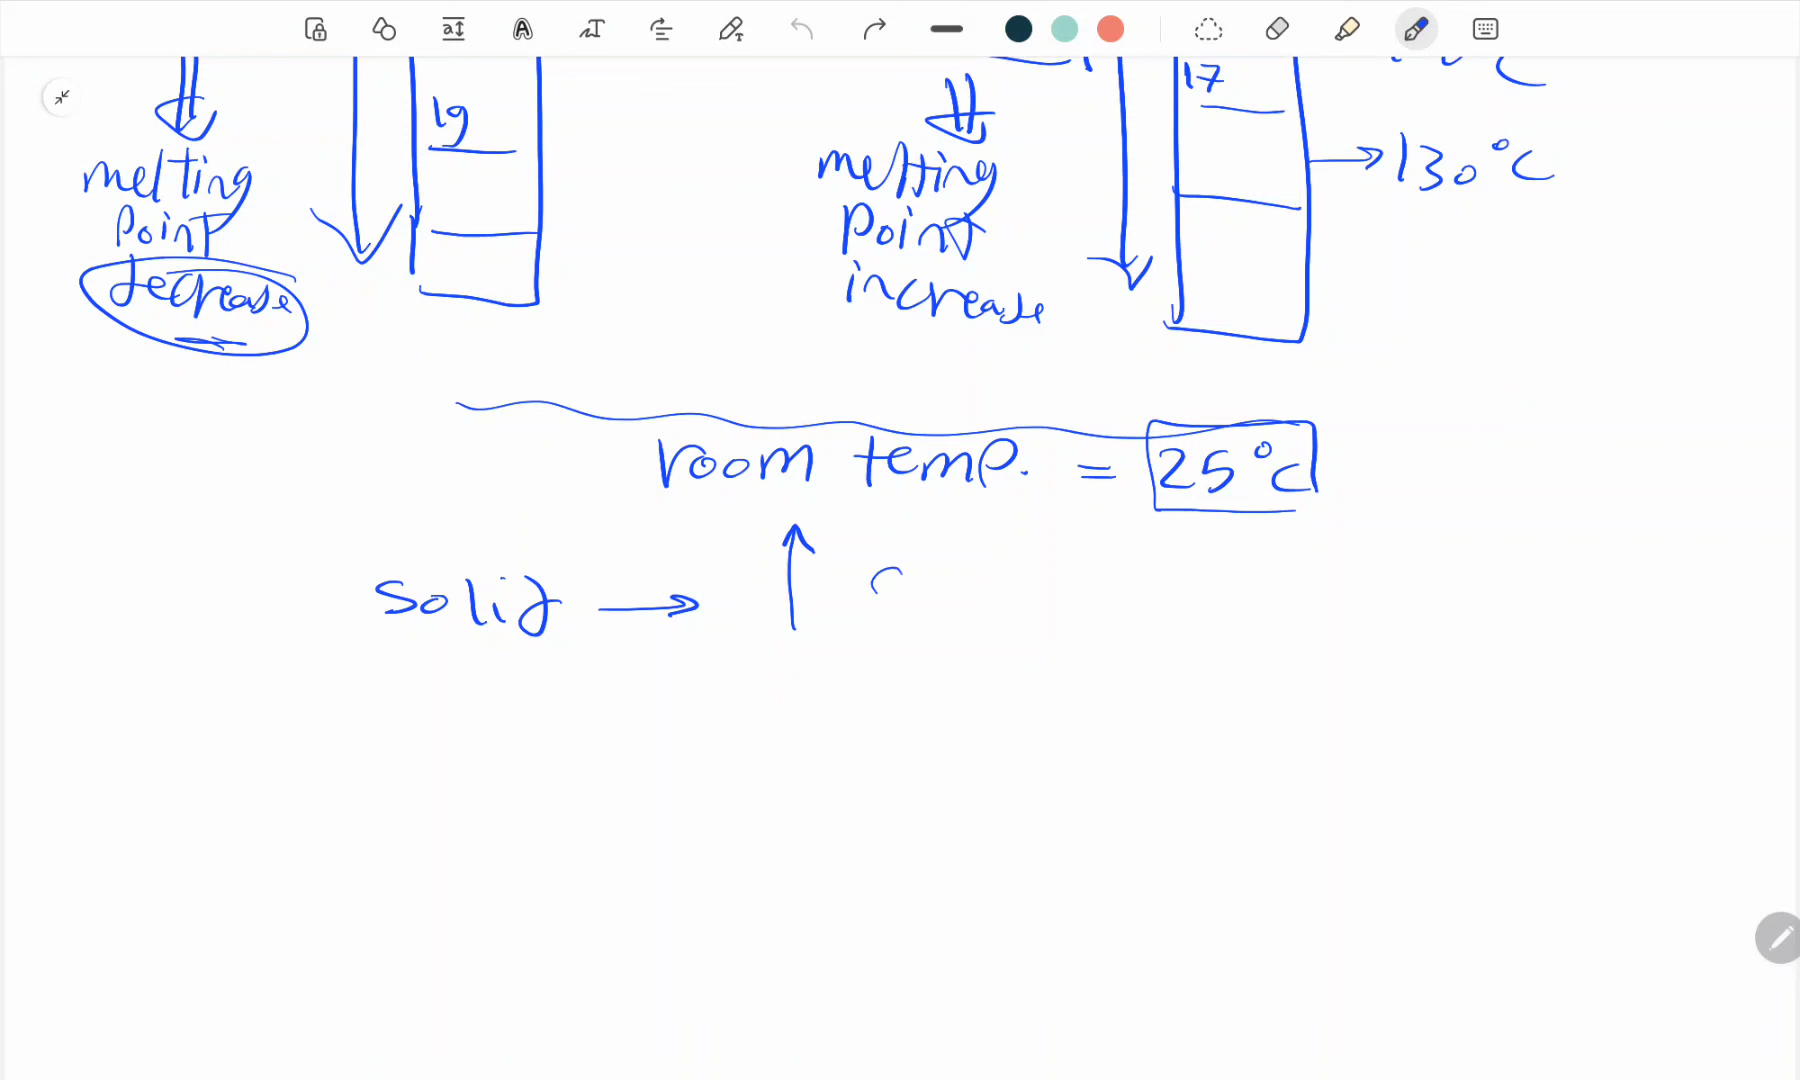 19
melting
point
decrease
17
melting
point
increase
130°C
room temp. = 25°C
solid →